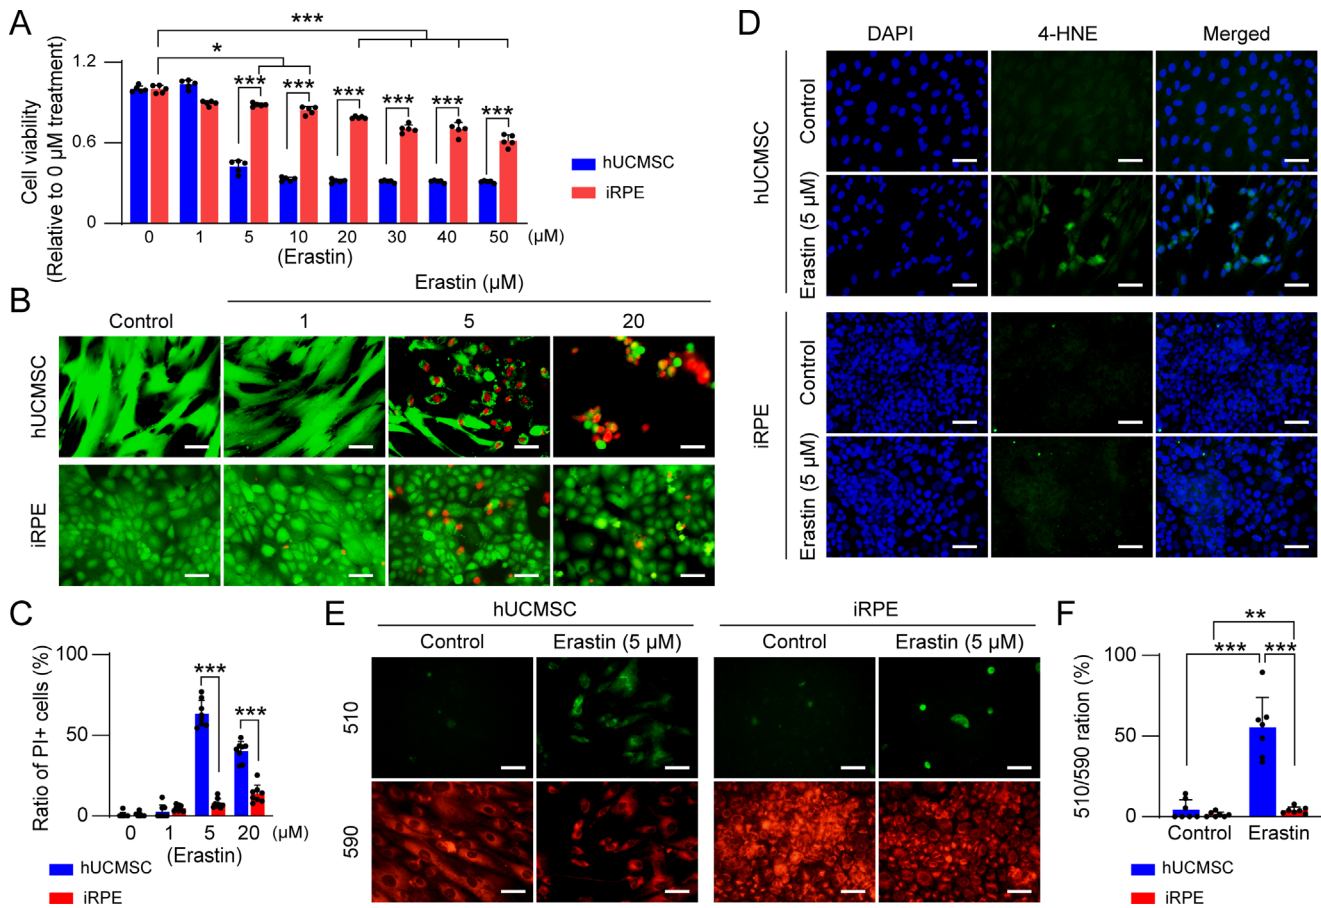 A
***
*
1.2
*** *** *** *** *** ***
0.6
0
Cell viability
(Relative to 0 µM treatment)
hUCMSC
iRPE
0 1 5 10 20 30 40 50 (µM)
(Erastin)
B
Erastin (µM)
Control 1 5 20
hUCMSC
iRPE
C
Ratio of PI+ cells (%)
100
50
0
***
***
0 1 5 20 (µM)
(Erastin)
hUCMSC
iRPE
D
DAPI 4-HNE Merged
hUCMSC
Control
Erastin (5 µM)
iRPE
Control
Erastin (5 µM)
E
hUCMSC iRPE
Control Erastin (5 µM) Control Erastin (5 µM)
510
590
F
**
*** ***
510/590 ration (%)
100
50
0
Control Erastin
hUCMSC
iRPE